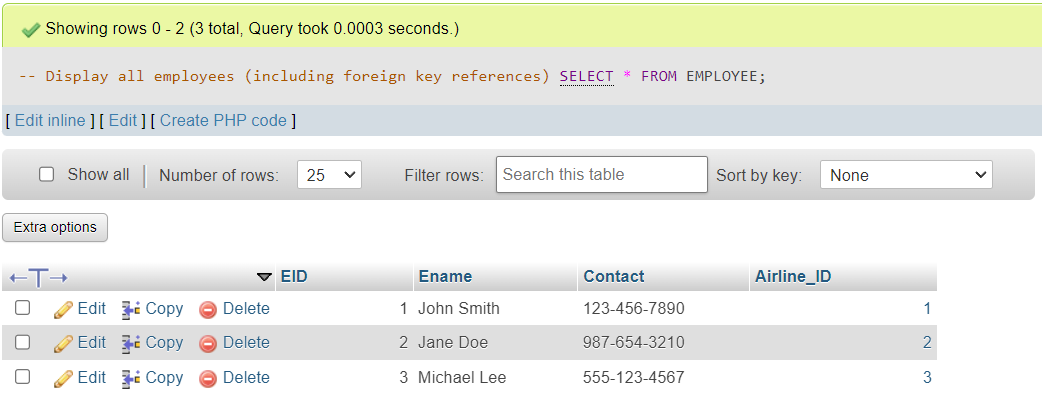 Showing rows 0 - 2 (3 total, Query took 0.0003 seconds.)
-- Display all employees (including foreign key references) SELECT * FROM EMPLOYEE;
[ Edit inline ] [ Edit ] [ Create PHP code ]
Show all Number of rows: 25 Filter rows: Search this table Sort by key: None
Extra options
←T→ EID Ename Contact Airline_ID
Edit Copy Delete 1 John Smith 123-456-7890 1
Edit Copy Delete 2 Jane Doe 987-654-3210 2
Edit Copy Delete 3 Michael Lee 555-123-4567 3